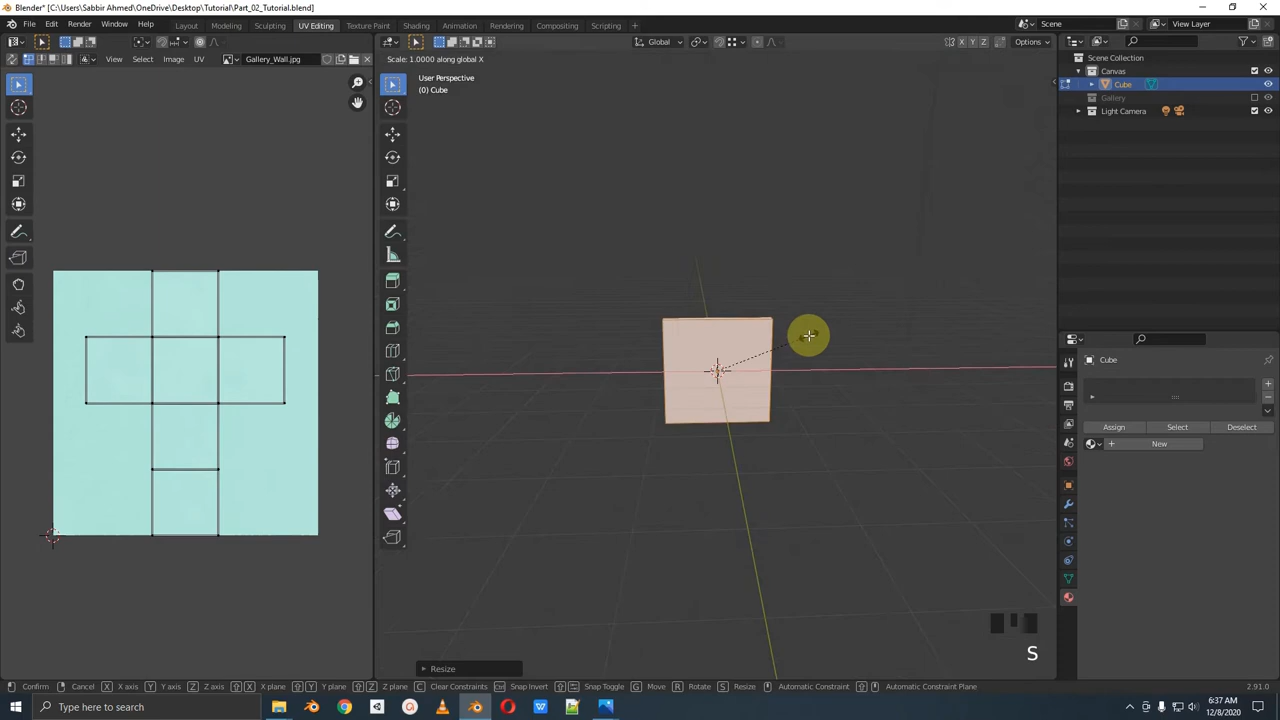 Blender* [C:\Users\Sabbir Ahmed\OneDrive\Desktop\Tutorial\Part_02_Tutorial.blend]
File Edit Render Window Help Layout Modeling Sculpting UV Editing Texture Paint Shading Animation Rendering Compositing Scripting + Scene View Layer
Global Options
View Select Image UV Gallery_Wall.jpg
Scale: 1.0000 along global X
X Y Z
User Perspective
(0) Cube
Scene Collection
Canvas
Cube
Gallery
Light Camera
Cube
Assign Select Deselect
+ New
S
Resize
Confirm Cancel X X axis Y Y axis Z Z axis X X plane Y Y plane Z Z plane C Clear Constraints Ctrl Snap Invert Snap Toggle G Move R Rotate S Resize Automatic Constraint Automatic Constraint Plane 2.91.0
Type here to search
6:37 AM
12/8/2020